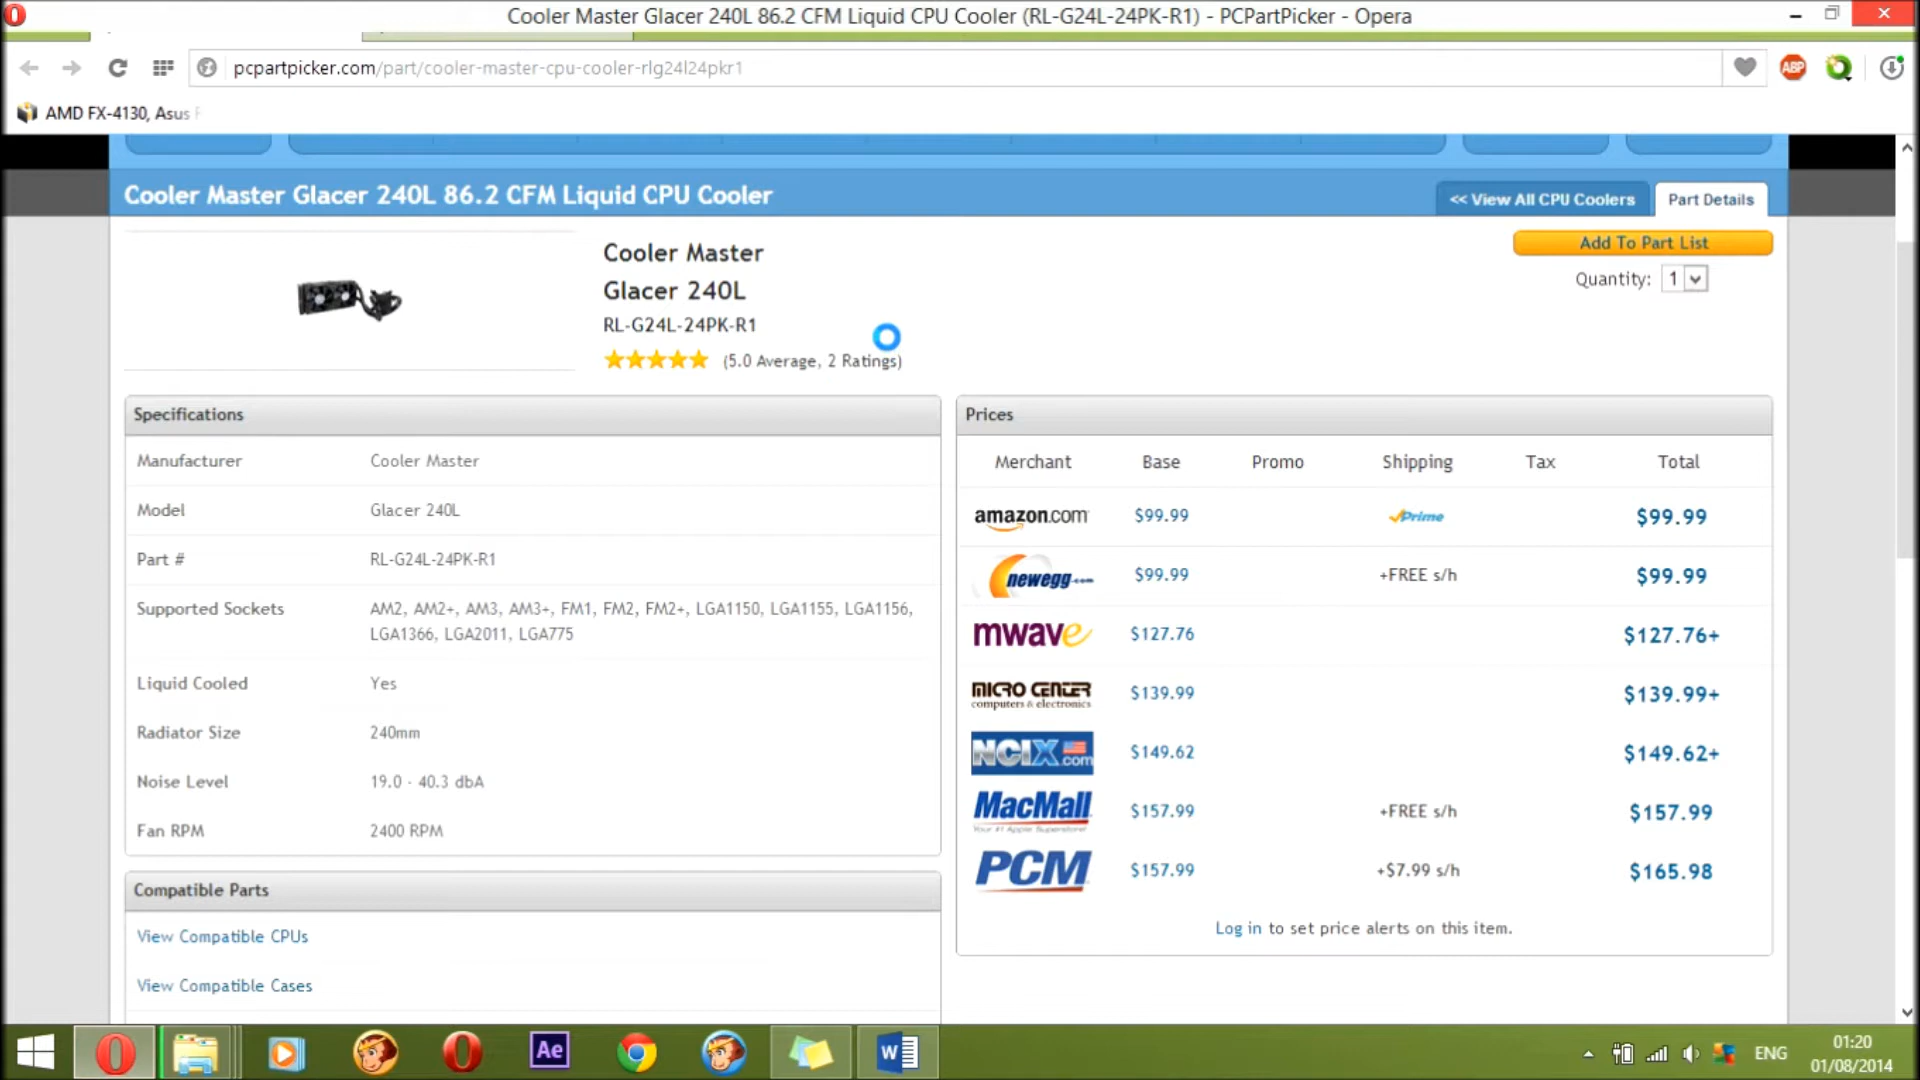 Cooler Master Glacer 240L 86.2 CFM Liquid CPU Cooler (RL-G24L-24PK-R1) - PCPartPicker - Opera
pcpartpicker.com/part/cooler-master-cpu-cooler-rlg24l24pkr1
ABP
AMD FX-4130, Asus
Cooler Master Glacer 240L 86.2 CFM Liquid CPU Cooler
<< View All CPU Coolers
Part Details
Cooler Master
Glacer 240L
RL-G24L-24PK-R1
(5.0 Average, 2 Ratings)
Add To Part List
Quantity: 1
Specifications
Manufacturer Cooler Master
Model Glacer 240L
Part # RL-G24L-24PK-R1
Supported Sockets AM2, AM2+, AM3, AM3+, FM1, FM2, FM2+, LGA1150, LGA1155, LGA1156,
LGA1366, LGA2011, LGA775
Liquid Cooled Yes
Radiator Size 240mm
Noise Level 19.0 - 40.3 dbA
Fan RPM 2400 RPM
Compatible Parts
View Compatible CPUs
View Compatible Cases
Prices
Merchant Base Promo Shipping Tax Total
amazon.com $99.99 Prime $99.99
newegg.com $99.99 +FREE s/h $99.99
mwave $127.76 $127.76+
MICRO CENTER $139.99 $139.99+
computers & electronics
NCIX.com $149.62 $149.62+
MacMall $157.99 +FREE s/h $157.99
Your #1 Apple Superstore!
PCM $157.99 +$7.99 s/h $165.98
Log in to set price alerts on this item.
Ae
W
ENG
01:20
01/08/2014